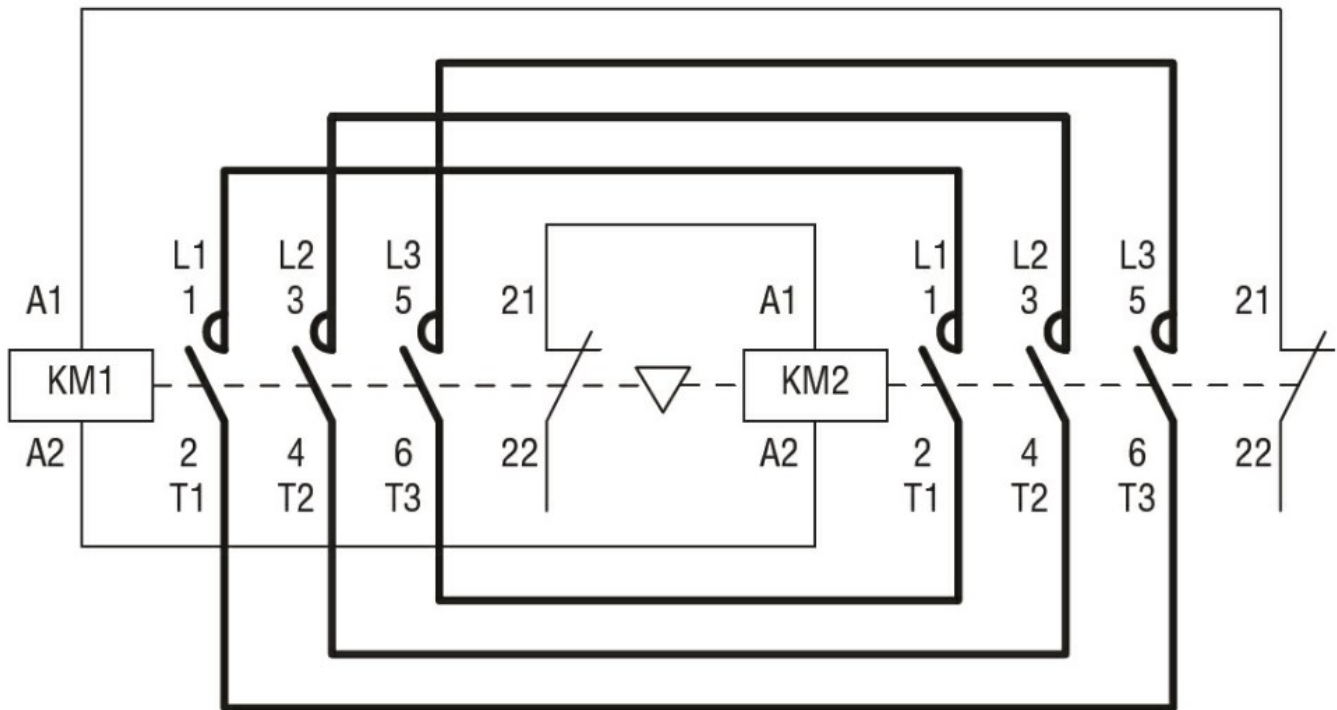 L1 L2 L3 L1 L2 L3
A1 1 3 5 21 A1 1 3 5 21
KM1 KM2
A2 2 4 6 22 A2 2 4 6 22
T1 T2 T3 T1 T2 T3